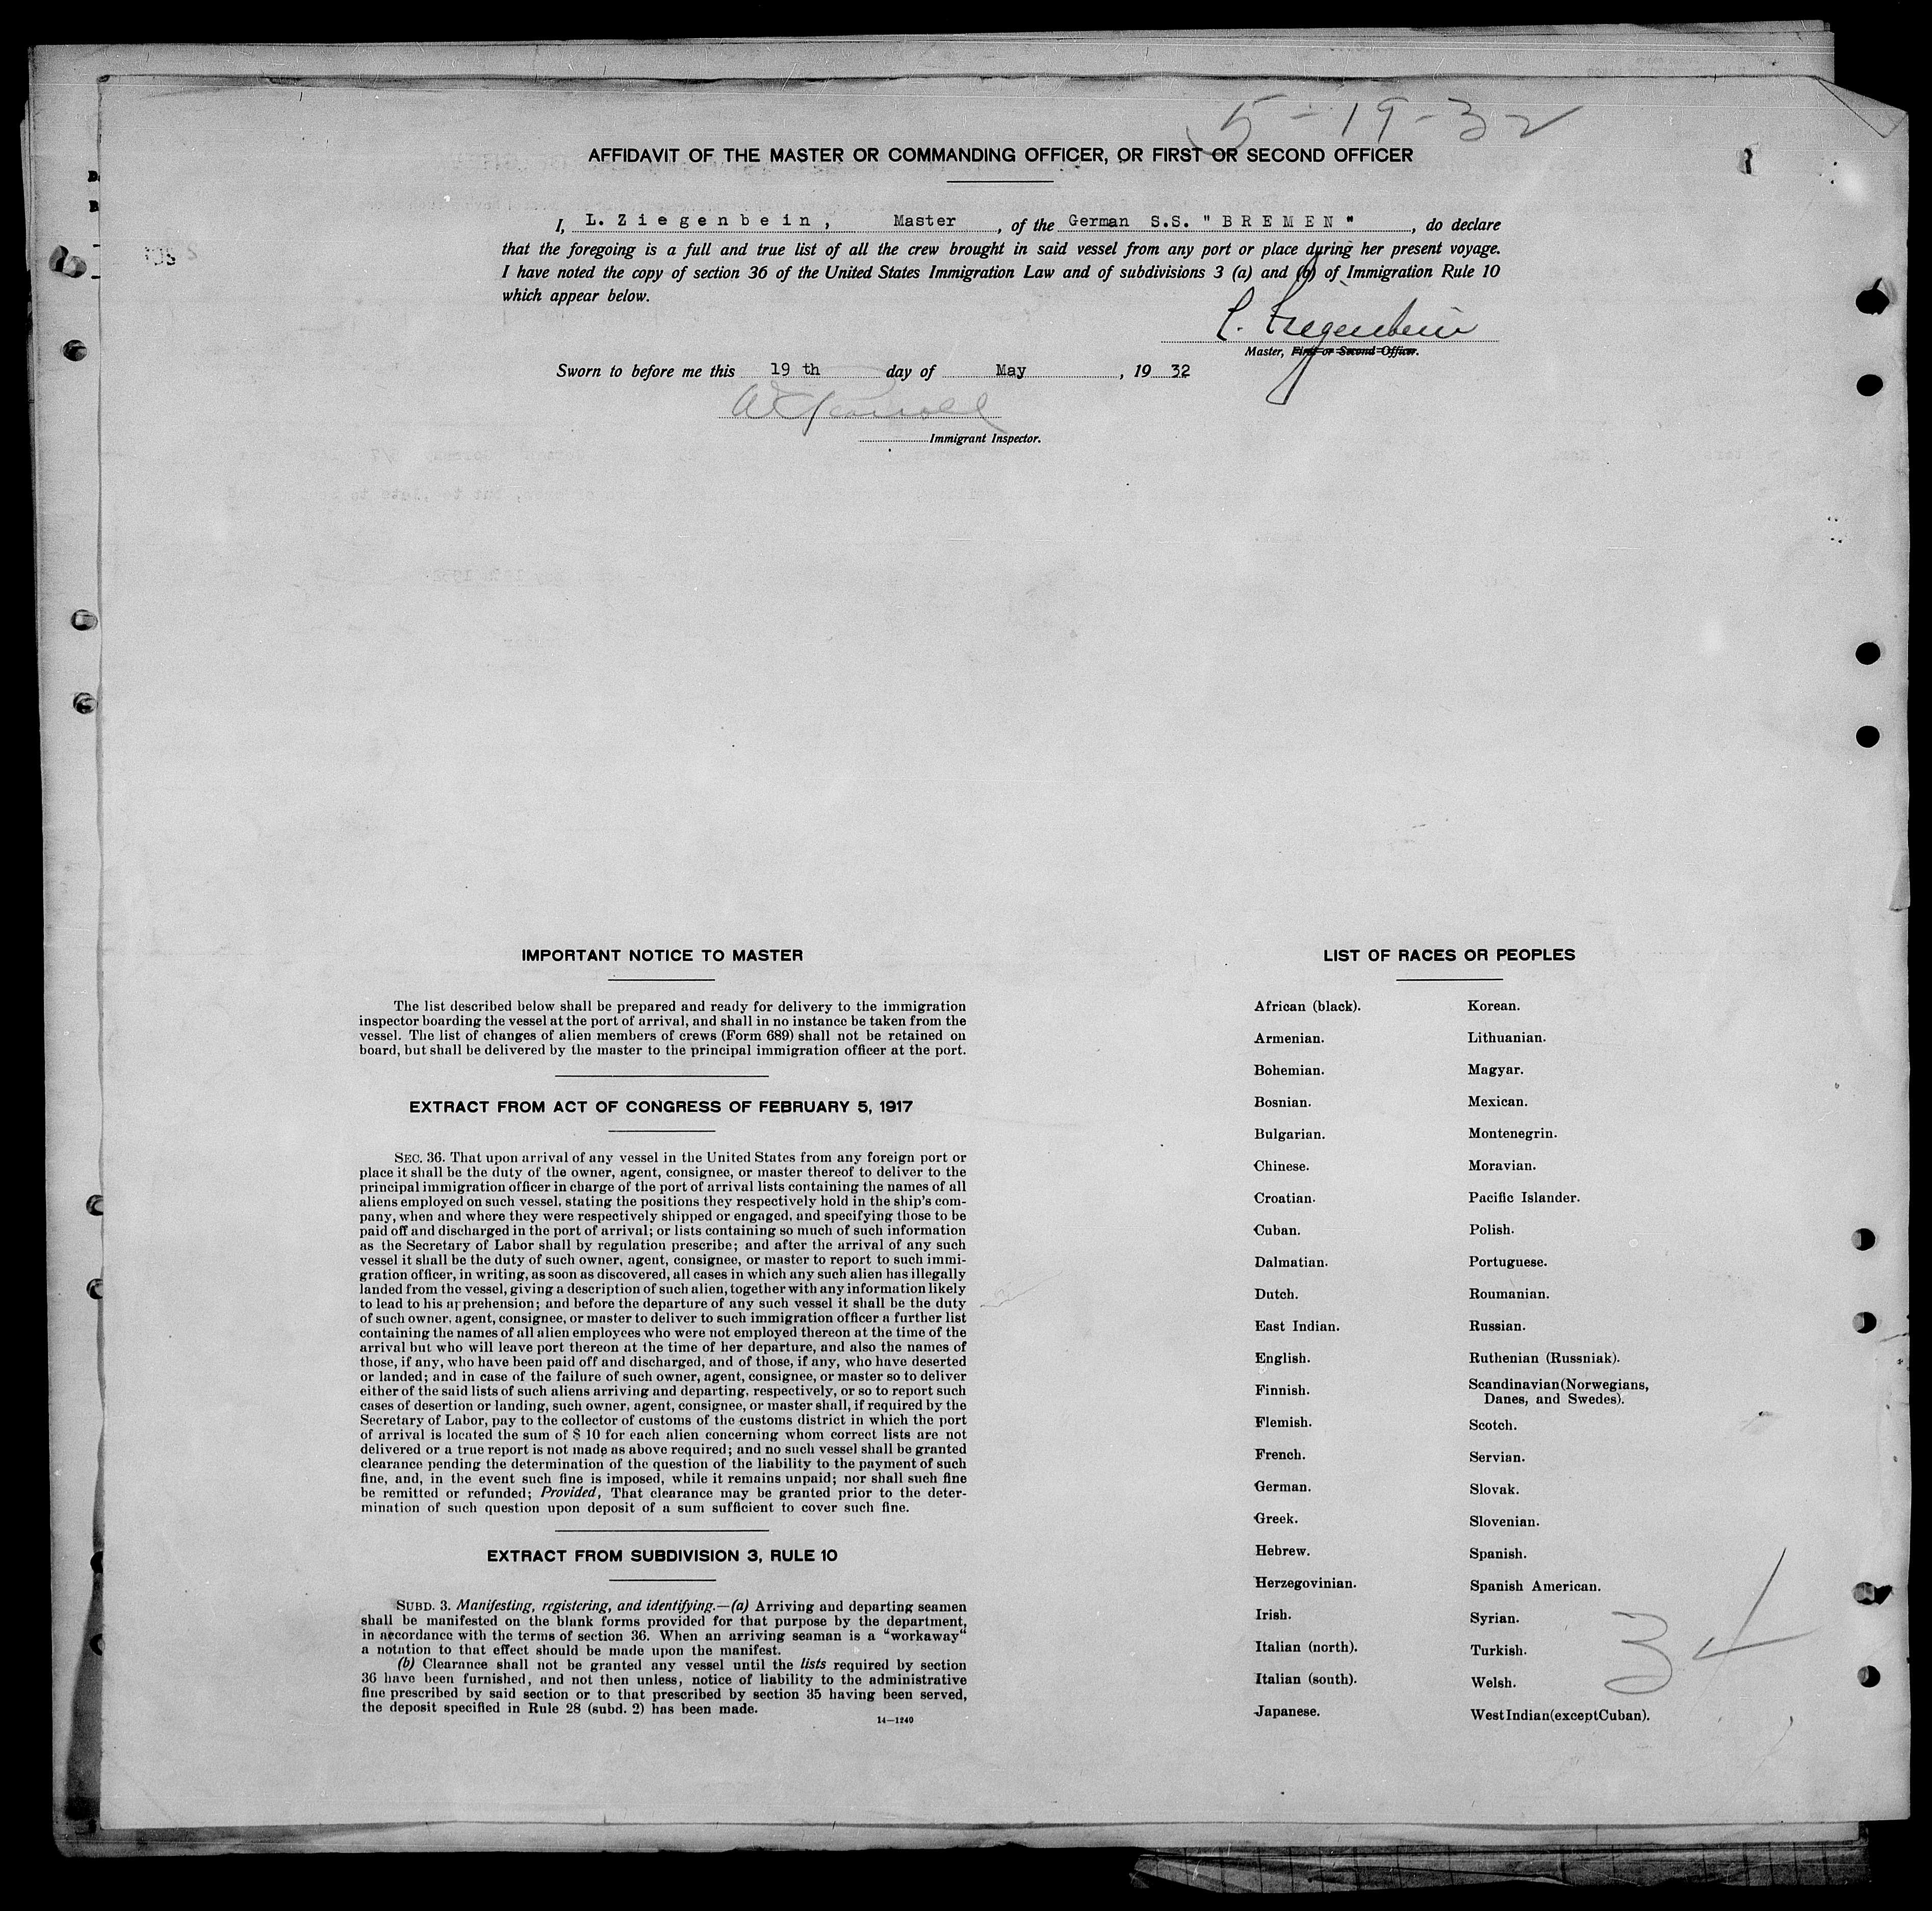 5-19-32
AFFIDAVIT OF THE MASTER OR COMMANDING OFFICER, OR FIRST OR SECOND OFFICER
I, L. Ziegenbein, Master, of the German S.S. "BREMEN", do declare
that the foregoing is a full and true list of all the crew brought in said vessel from any port or place during her present voyage.
I have noted the copy of section 36 of the United States Immigration Law and of subdivisions 3 (a) and (b) of Immigration Rule 10
which appear below.
L. Ziegenbein
Master, First or Second Officer.
Sworn to before me this 19 th day of May, 19 32
Immigrant Inspector.
IMPORTANT NOTICE TO MASTER
The list described below shall be prepared and ready for delivery to the immigration
inspector boarding the vessel at the port of arrival, and shall in no instance be taken from the
vessel. The list of changes of alien members of crews (Form 689) shall not be retained on
board, but shall be delivered by the master to the principal immigration officer at the port.
EXTRACT FROM ACT OF CONGRESS OF FEBRUARY 5, 1917
SEC. 36. That upon arrival of any vessel in the United States from any foreign port or
place it shall be the duty of the owner, agent, consignee, or master thereof to deliver to the
principal immigration officer in charge of the port of arrival lists containing the names of all
aliens employed on such vessel, stating the positions they respectively hold in the ship's com-
pany, when and where they were respectively shipped or engaged, and specifying those to be
paid off and discharged in the port of arrival; or lists containing so much of such information
as the Secretary of Labor shall by regulation prescribe; and after the arrival of any such
vessel it shall be the duty of such owner, agent, consignee, or master to report to such immi-
gration officer, in writing, as soon as discovered, all cases in which any such alien has illegally
landed from the vessel, giving a description of such alien, together with any information likely
to lead to his apprehension; and before the departure of any such vessel it shall be the duty
of such owner, agent, consignee, or master to deliver to such immigration officer a further list
containing the names of all alien employees who were not employed thereon at the time of the
arrival but who will leave port thereon at the time of her departure, and also the names of
those, if any, who have been paid off and discharged, and of those, if any, who have deserted
or landed; and in case of the failure of such owner, agent, consignee, or master so to deliver
either of the said lists of such aliens arriving and departing, respectively, or so to report such
cases of desertion or landing, such owner, agent, consignee, or master shall, if required by the
Secretary of Labor, pay to the collector of customs of the customs district in which the port
of arrival is located the sum of $ 10 for each alien concerning whom correct lists are not
delivered or a true report is not made as above required; and no such vessel shall be granted
clearance pending the determination of the question of the liability to the payment of such
fine, and, in the event such fine is imposed, while it remains unpaid; nor shall such fine
be remitted or refunded; Provided, That clearance may be granted prior to the deter-
mination of such question upon deposit of a sum sufficient to cover such fine.
EXTRACT FROM SUBDIVISION 3, RULE 10
SUBD. 3. Manifesting, registering, and identifying.—(a) Arriving and departing seamen
shall be manifested on the blank forms provided for that purpose by the department,
in accordance with the terms of section 36. When an arriving seaman is a "workaway"
a notation to that effect should be made upon the manifest.
(b) Clearance shall not be granted any vessel until the lists required by section
36 have been furnished, and not then unless, notice of liability to the administrative
fine prescribed by said section or to that prescribed by section 35 having been served,
the deposit specified in Rule 28 (subd. 2) has been made.
14—1240
LIST OF RACES OR PEOPLES
African (black).
Armenian.
Bohemian.
Bosnian.
Bulgarian.
Chinese.
Croatian.
Cuban.
Dalmatian.
Dutch.
East Indian.
English.
Finnish.
Flemish.
French.
German.
Greek.
Hebrew.
Herzegovinian.
Irish.
Italian (north).
Italian (south).
Japanese.
Korean.
Lithuanian.
Magyar.
Mexican.
Montenegrin.
Moravian.
Pacific Islander.
Polish.
Portuguese.
Roumanian.
Russian.
Ruthenian (Russniak).
Scandinavian(Norwegians,
Danes, and Swedes).
Scotch.
Servian.
Slovak.
Slovenian.
Spanish.
Spanish American.
Syrian.
Turkish.
Welsh.
West Indian (except Cuban).